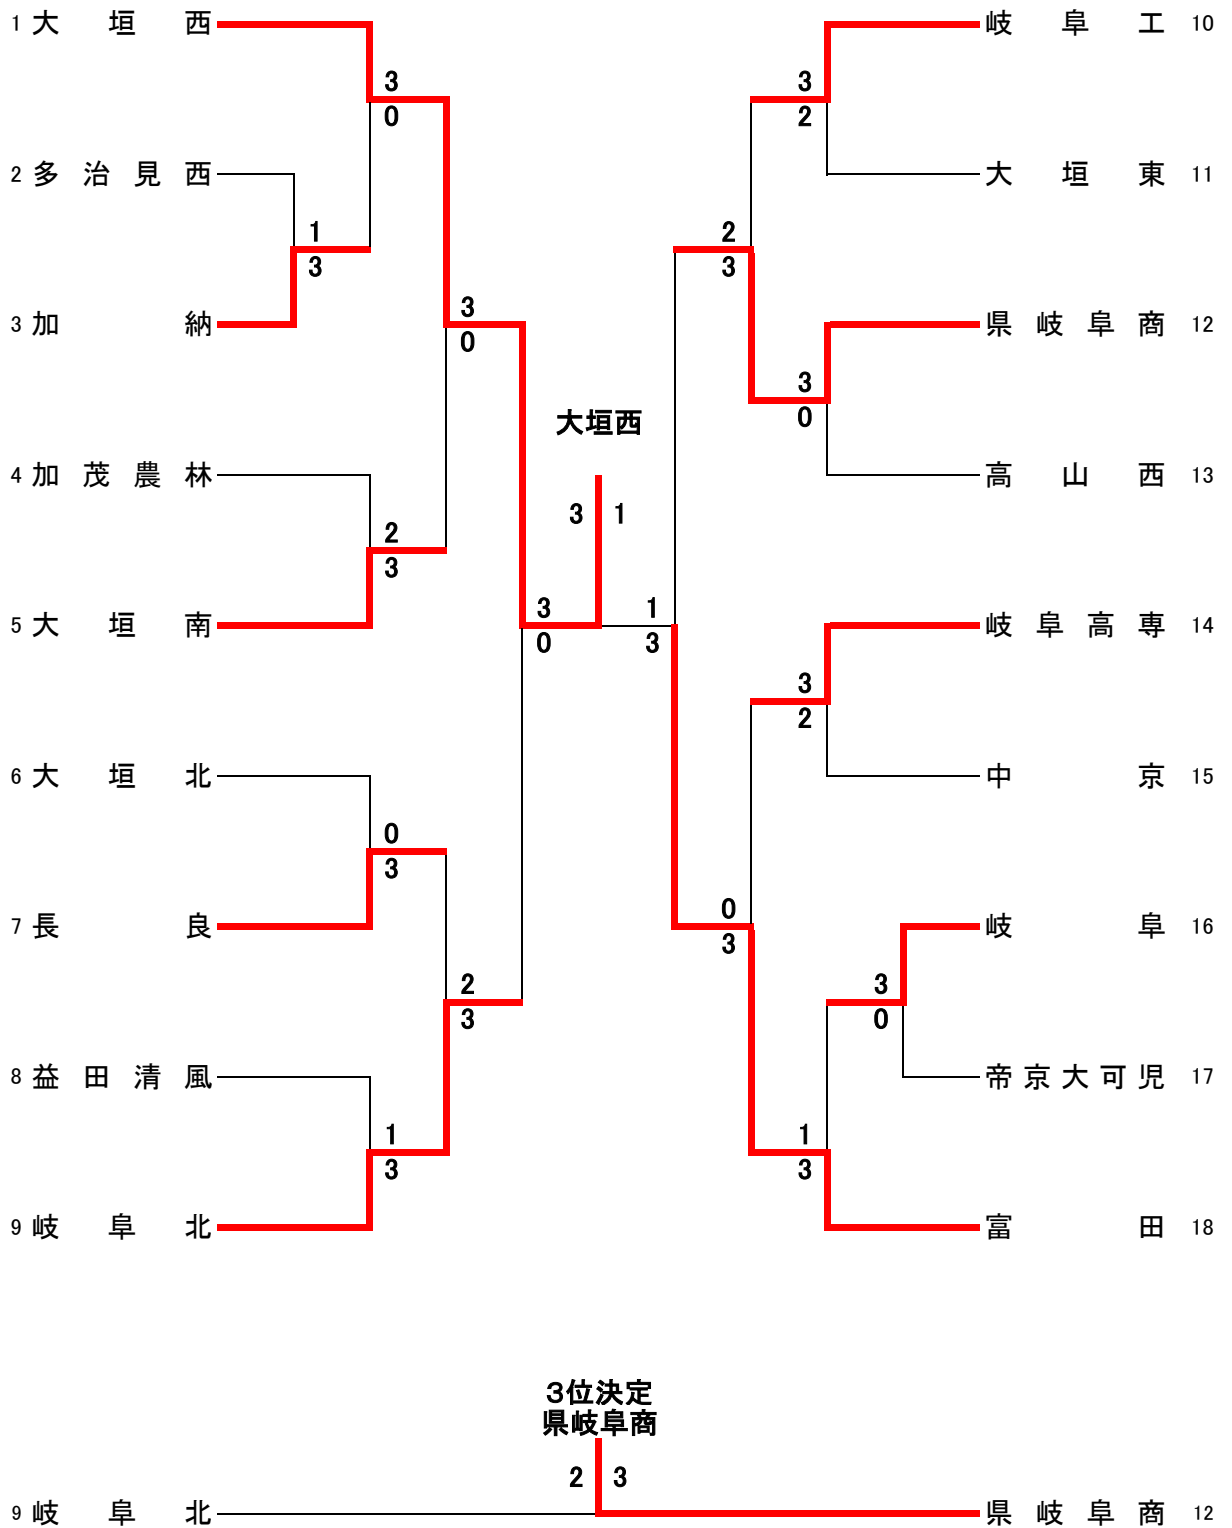 1 大垣西
岐阜工 10
3
0
3
2
2 多治見西
大垣東 11
1
3
2
3
3 加納
県岐阜商 12
3
0
3
0
大垣西
4 加茂農林
高山西 13
3 1
2
3
5 大垣南
岐阜高専 14
3
0
1
3
3
2
6 大垣北
中京 15
0
3
7 長良
岐阜 16
0
3
2
3
3
0
8 益田清風
帝京大可児 17
1
3
1
3
9 岐阜北
富田 18
3位決定
県岐阜商
2 3
9 岐阜北
県岐阜商 12